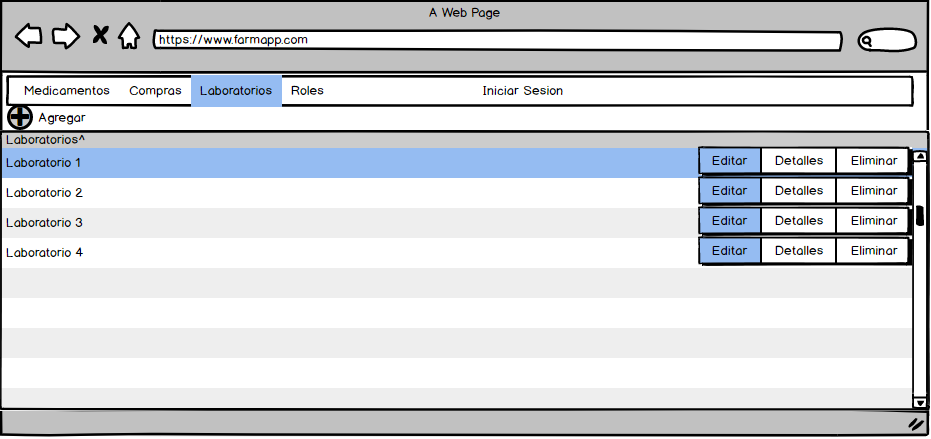 A Web Page
https://www.farmapp.com
Medicamentos Compras Laboratorios Roles Iniciar Sesion
Agregar
Laboratorios^
Laboratorio 1 Editar Detalles Eliminar
Laboratorio 2 Editar Detalles Eliminar
Laboratorio 3 Editar Detalles Eliminar
Laboratorio 4 Editar Detalles Eliminar